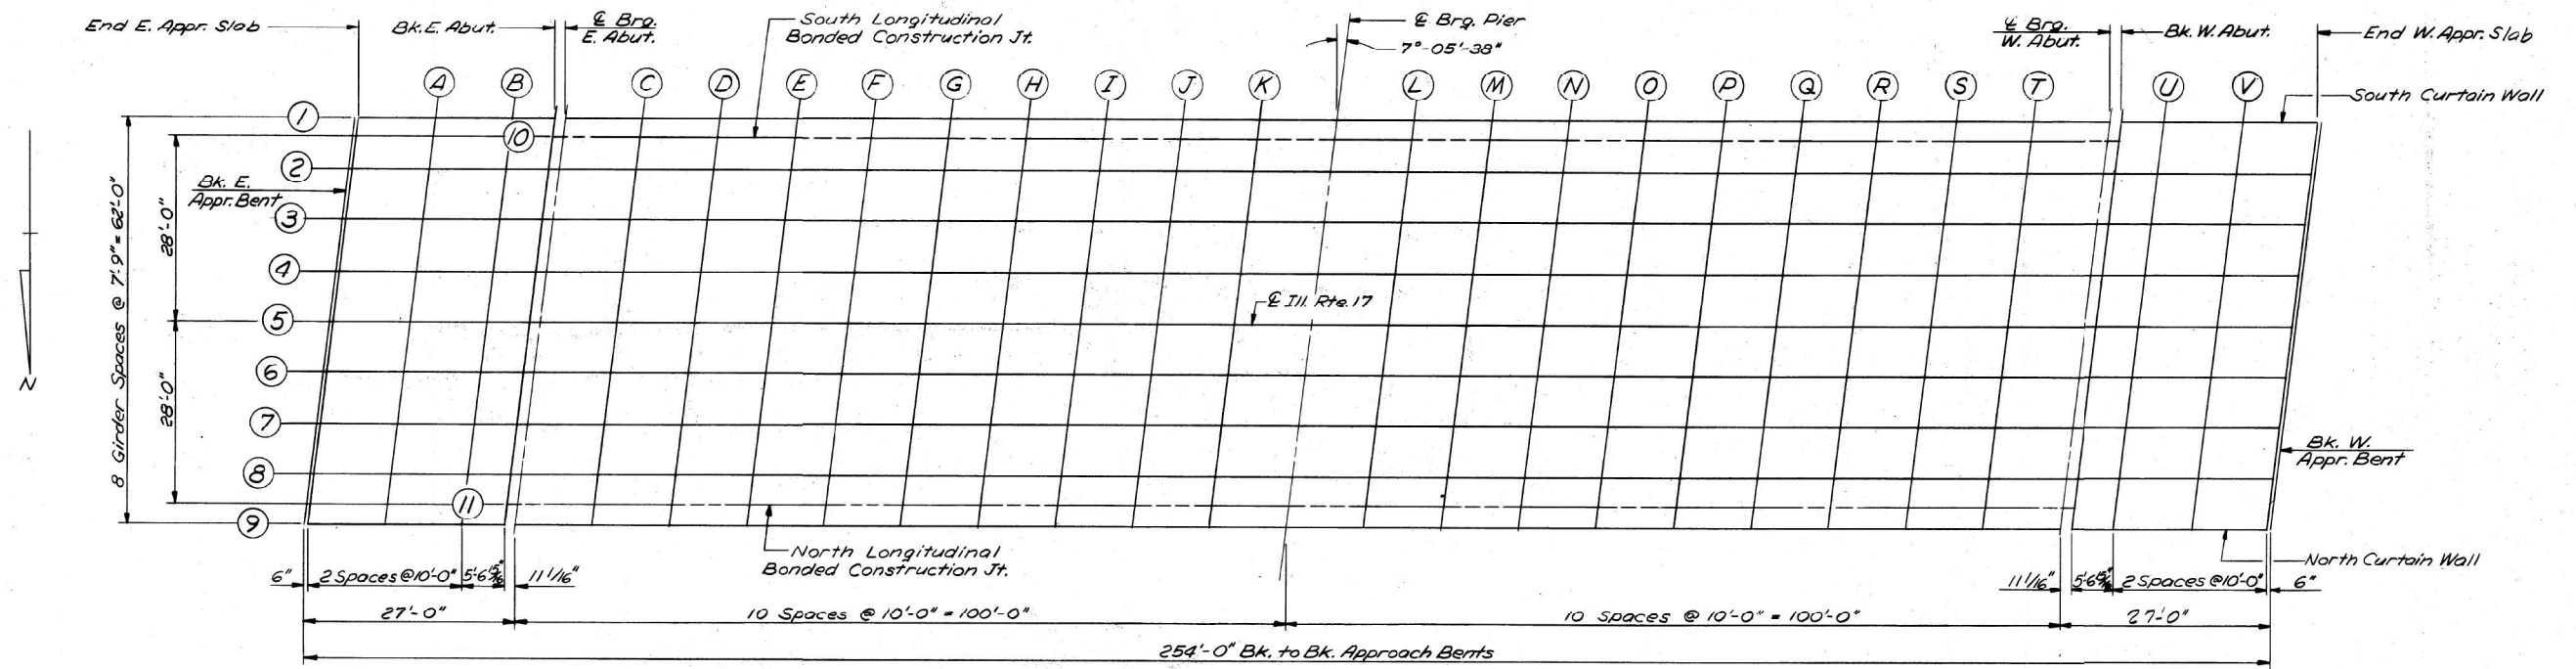 End E. Appr. Slab
Bk. E. Abut.
℄ Brg.
E. Abut.
South Longitudinal
Bonded Construction Jt.
℄ Brg. Pier
7°-05'-38"
℄ Brg.
W. Abut.
Bk. W. Abut.
End W. Appr. Slab
A B C D E F G H I J K L M N O P Q R S T U V
South Curtain Wall
1
10
2
Bk. E.
Appr. Bent
3
4
℄ Ill. Rte. 17
5
6
7
8
11
9
8 Girder Spaces @ 7'-9" = 62'-0"
28'-0"
28'-0"
N
Bk. W.
Appr. Bent
North Longitudinal
Bonded Construction Jt.
North Curtain Wall
6" 2 Spaces @ 10'-0" 11 1/16"
11 1/16" 2 Spaces @ 10'-0" 6"
27'-0" 10 Spaces @ 10'-0" = 100'-0" 10 Spaces @ 10'-0" = 100'-0" 27'-0"
254'-0" Bk. to Bk. Approach Bents